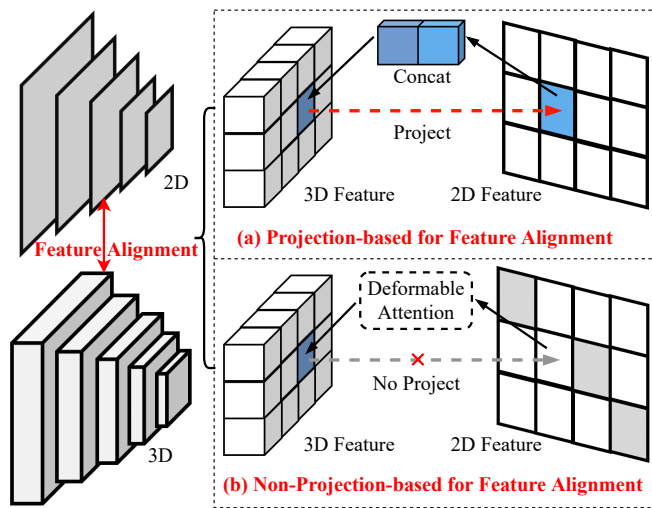 2D
Feature Alignment
3D
Concat
Project
3D Feature
2D Feature
(a) Projection-based for Feature Alignment
Deformable
Attention
No Project
3D Feature
2D Feature
(b) Non-Projection-based for Feature Alignment